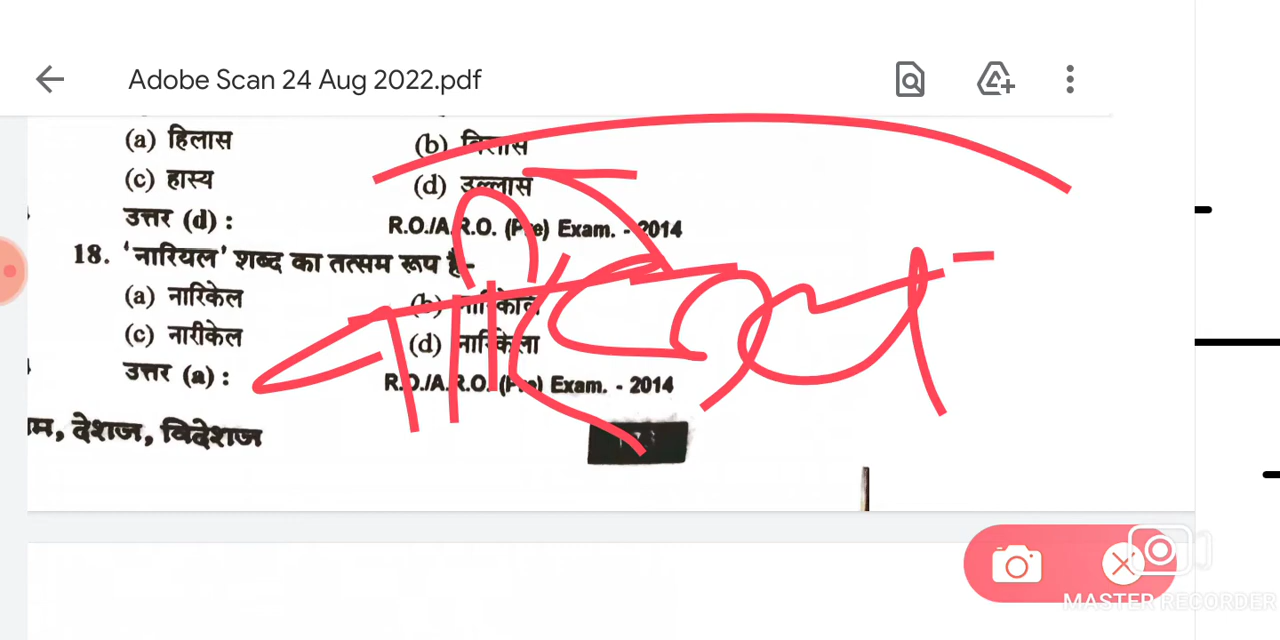 Adobe Scan 24 Aug 2022.pdf
(a) हिलास (b) विलास
(c) हास्य (d) उल्लास
उत्तर (d) : R.O./A.R.O. (Pre) Exam. - 2014
18. 'नारियल' शब्द का तत्सम रूप है-
(a) नारिकेल (b)
(c) नारीकेल (d) नारिकेला
उत्तर (a) : R.O./A.R.O. (Pre) Exam. - 2014
देशज, विदेशज
MASTER RECORDER